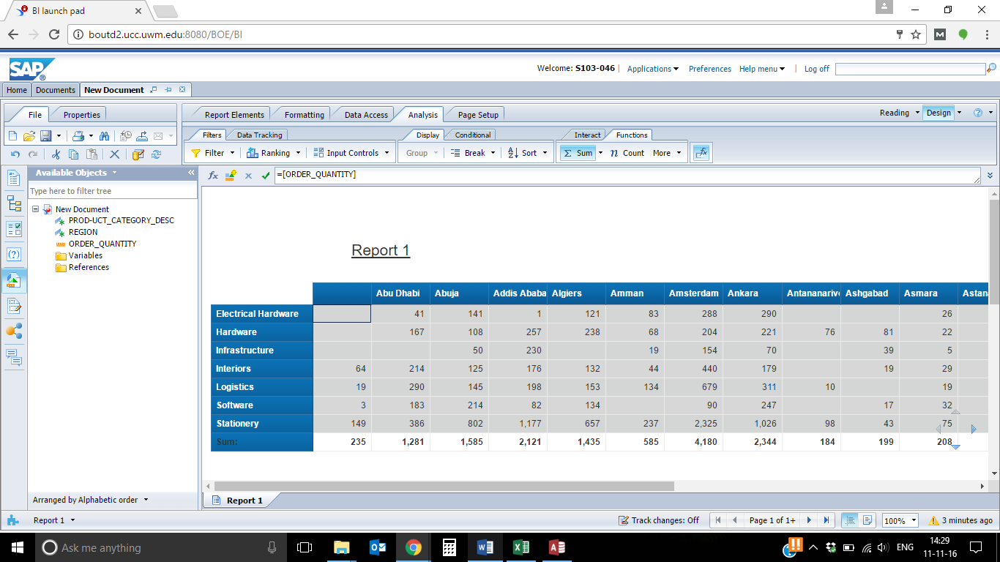 BI launch pad
boutd2.ucc.uwm.edu:8080/BOE/BI
SAP®
Welcome: S103-046 | Applications Preferences Help menu | Log off
Home Documents New Document
File Properties Report Elements Formatting Data Access Analysis Page Setup Reading Design
Filters Data Tracking Display Conditional Interact Functions
Filter Ranking Input Controls Group Break Sort Sum Count More
Available Objects
=[ORDER_QUANTITY]
Type here to filter tree
New Document
PROD-UCT_CATEGORY_DESC
REGION
ORDER_QUANTITY
Variables
References
Report 1
Abu Dhabi Abuja Addis Ababa Algiers Amman Amsterdam Ankara Antananariv Ashgabad Asmara Astan
Electrical Hardware 41 141 1 121 83 288 290 26
Hardware 167 108 257 238 68 204 221 76 81 22
Infrastructure 50 230 19 154 70 39 5
Interiors 64 214 125 176 132 44 440 179 19 29
Logistics 19 290 145 198 153 134 679 311 10 19
Software 3 183 214 82 134 90 247 17 32
Stationery 149 386 802 1,177 657 237 2,325 1,026 98 43 75
Sum: 235 1,281 1,585 2,121 1,435 585 4,180 2,344 184 199 208
Arranged by Alphabetic order
Report 1
Report 1 Track changes: Off Page 1 of 1+ 100% 3 minutes ago
Ask me anything ENG 14:29
11-11-16